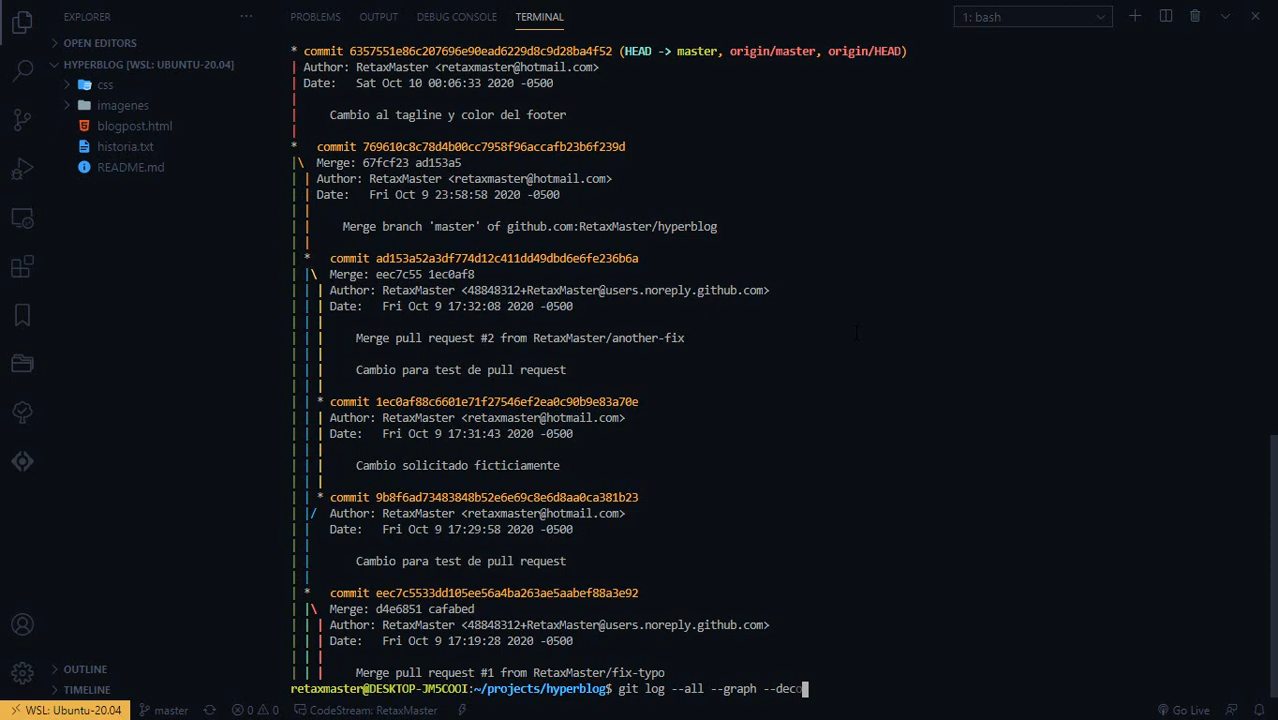 EXPLORER
PROBLEMS OUTPUT DEBUG CONSOLE TERMINAL
1: bash
OPEN EDITORS
HYPERBLOG [WSL: UBUNTU-20.04]
css
imagenes
blogpost.html
historia.txt
README.md
* commit 6357551e86c207696e90ead6229d8c9d28ba4f52 (HEAD -> master, origin/master, origin/HEAD)
| Author: RetaxMaster <retaxmaster@hotmail.com>
| Date:   Sat Oct 10 00:06:33 2020 -0500
|
|     Cambio al tagline y color del footer
|
*   commit 769610c8c78d4b00cc7958f96accafb23b6f239d
|\  Merge: 67fcf23 ad153a5
| | Author: RetaxMaster <retaxmaster@hotmail.com>
| | Date:   Fri Oct 9 23:58:58 2020 -0500
| |
| |     Merge branch 'master' of github.com:RetaxMaster/hyperblog
| |
| *   commit ad153a52a3df774d12c411dd49dbd6e6fe236b6a
| |\  Merge: eec7c55 1ec0af8
| | | Author: RetaxMaster <48848312+RetaxMaster@users.noreply.github.com>
| | | Date:   Fri Oct 9 17:32:08 2020 -0500
| | |
| | |     Merge pull request #2 from RetaxMaster/another-fix
| | |
| | |     Cambio para test de pull request
| | |
| | * commit 1ec0af88c6601e71f27546ef2ea0c90b9e83a70e
| | | Author: RetaxMaster <retaxmaster@hotmail.com>
| | | Date:   Fri Oct 9 17:31:43 2020 -0500
| | |
| | |     Cambio solicitado ficticiamente
| | |
| | * commit 9b8f6ad73483848b52e6e69c8e6d8aa0ca381b23
| |/ Author: RetaxMaster <retaxmaster@hotmail.com>
| | Date:   Fri Oct 9 17:29:58 2020 -0500
| |
| |     Cambio para test de pull request
| |
| *   commit eec7c5533dd105ee56a4ba263ae5aabef88a3e92
| |\  Merge: d4e6851 cafabed
| | | Author: RetaxMaster <48848312+RetaxMaster@users.noreply.github.com>
| | | Date:   Fri Oct 9 17:19:28 2020 -0500
| | |
| | |     Merge pull request #1 from RetaxMaster/fix-typo
retaxmaster@DESKTOP-JM5COOI:~/projects/hyperblog$ git log --all --graph --deco
OUTLINE
TIMELINE
WSL: Ubuntu-20.04 master 0 0 CodeStream: RetaxMaster Go Live